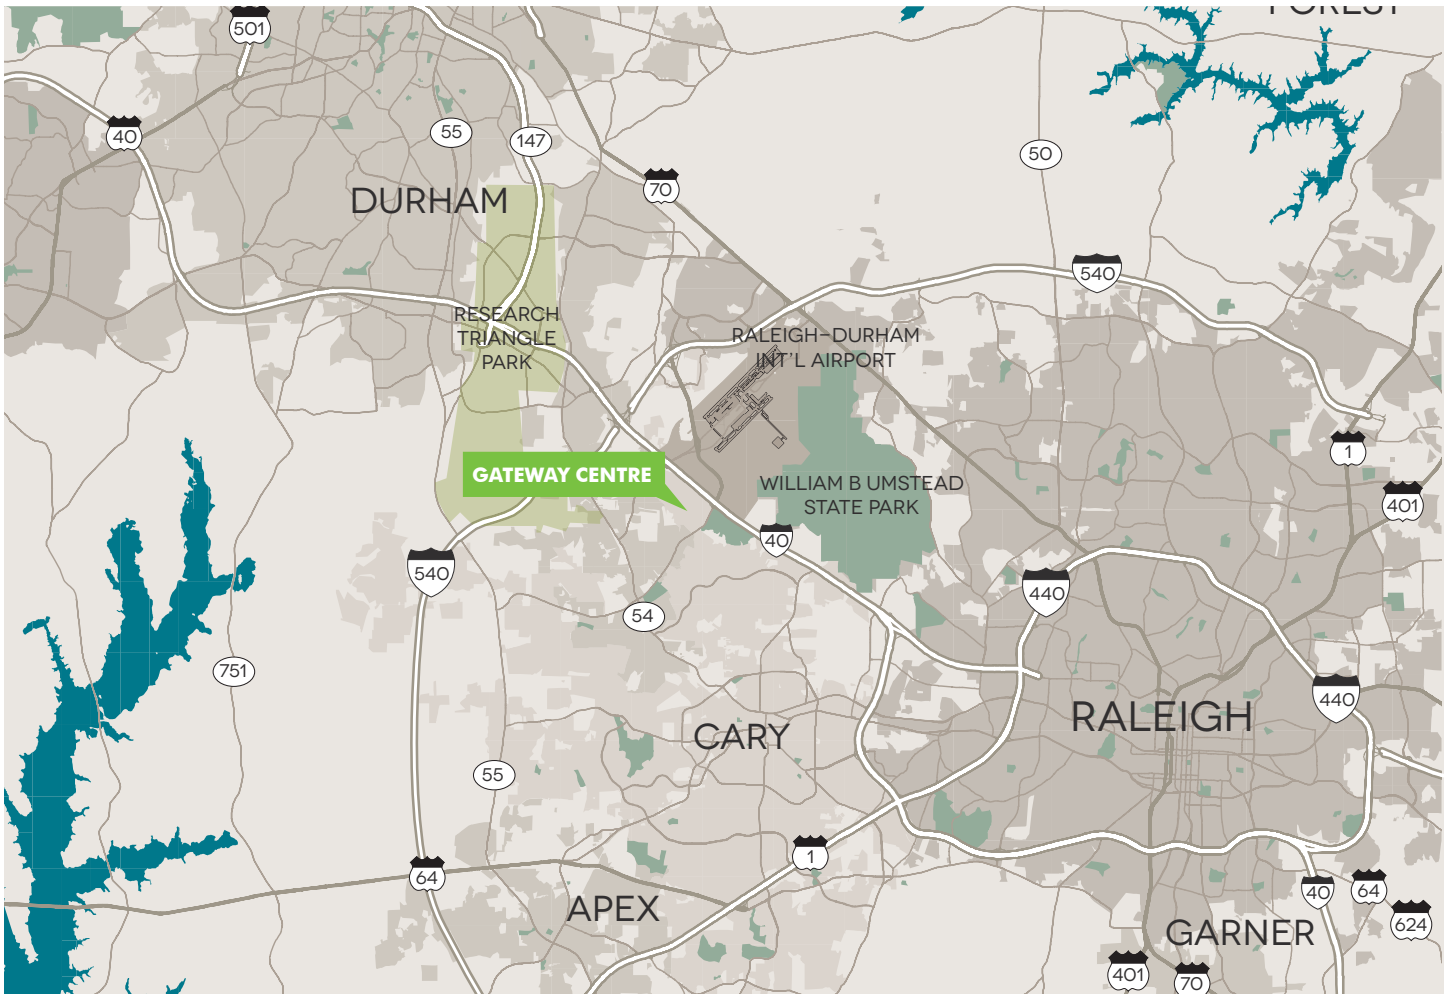 FOREST
501
40
55
147
50
70
DURHAM
540
RESEARCH
TRIANGLE
PARK
RALEIGH-DURHAM
INT'L AIRPORT
1
GATEWAY CENTRE
WILLIAM B UMSTEAD
STATE PARK
401
40
540
440
54
751
440
RALEIGH
CARY
55
1
64
40
64
APEX
624
GARNER
401
70